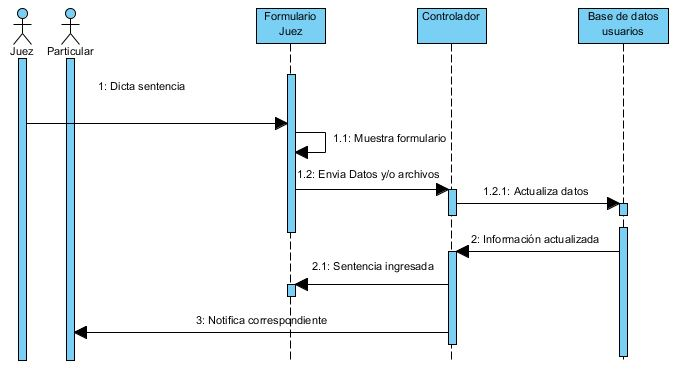 Juez
Particular
Formulario
Juez
Controlador
Base de datos
usuarios
1: Dicta sentencia
1.1: Muestra formulario
1.2: Envia Datos y/o archivos
1.2.1: Actualiza datos
2: Información actualizada
2.1: Sentencia ingresada
3: Notifica correspondiente